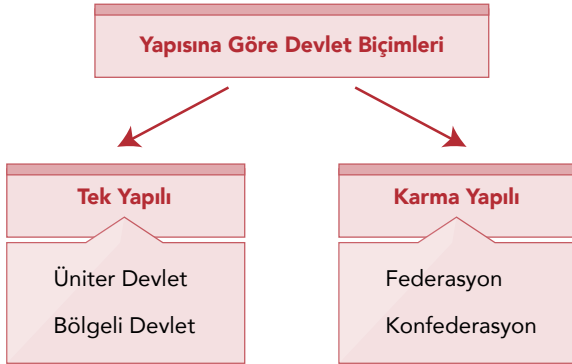 Yapısına Göre Devlet Biçimleri
Tek Yapılı
Üniter Devlet
Bölgeli Devlet
Karma Yapılı
Federasyon
Konfederasyon